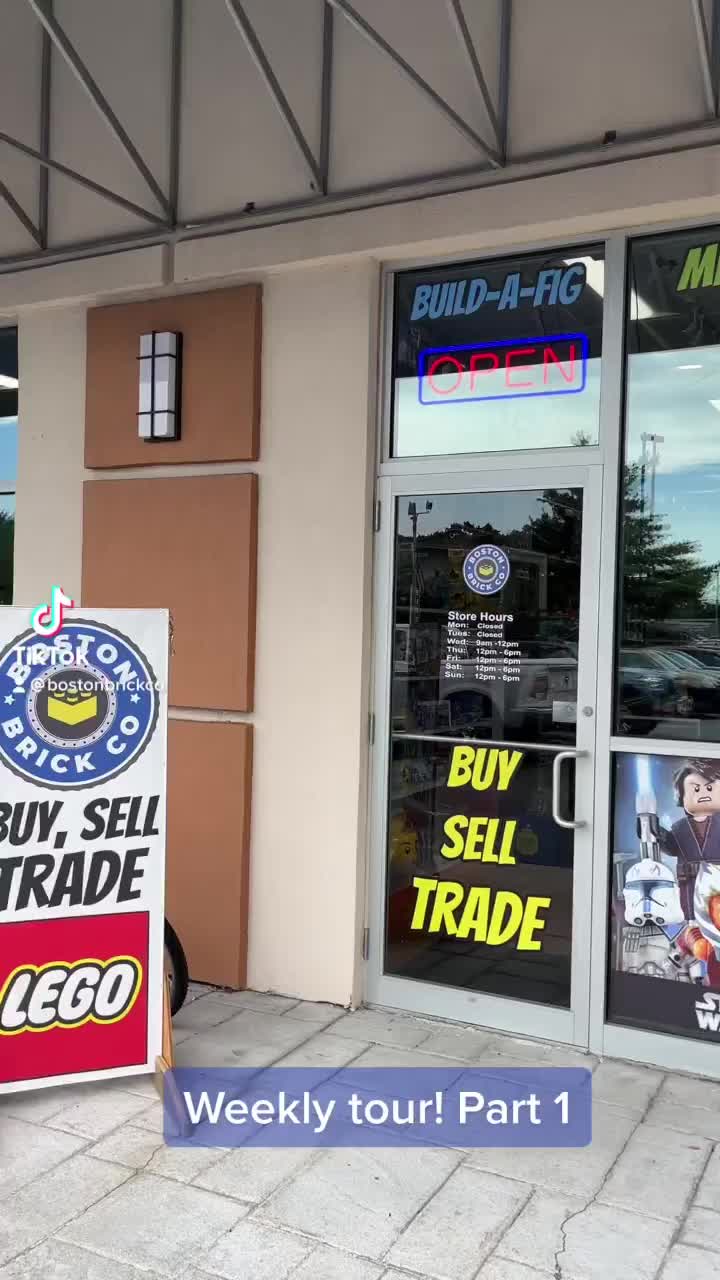 BUILD-A-FIG
OPEN
BOSTON
BRICK CO
Store Hours
Mon: Closed
Tues: Closed
Wed: 9am -12pm
Thu: 12pm - 6pm
Fri: 12pm - 6pm
Sat: 12pm - 6pm
Sun: 12pm - 6pm
BUY
SELL
TRADE
TikTok
@bostonbrickco
BOSTON
BRICK CO
BUY, SELL
TRADE
LEGO
Weekly tour! Part 1